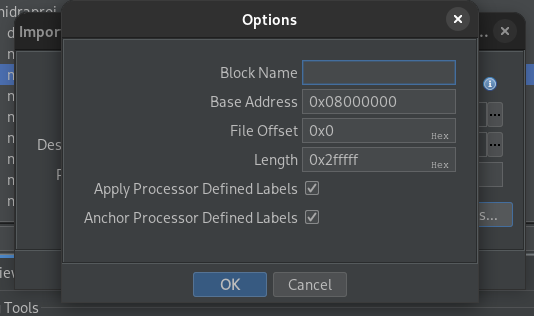 hidraproj
Options
Impor
...
Block Name
Base Address 0x08000000
File Offset 0x0 Hex
Des
Length 0x2fffff Hex
Apply Processor Defined Labels
s...
Anchor Processor Defined Labels
OK Cancel
Tools